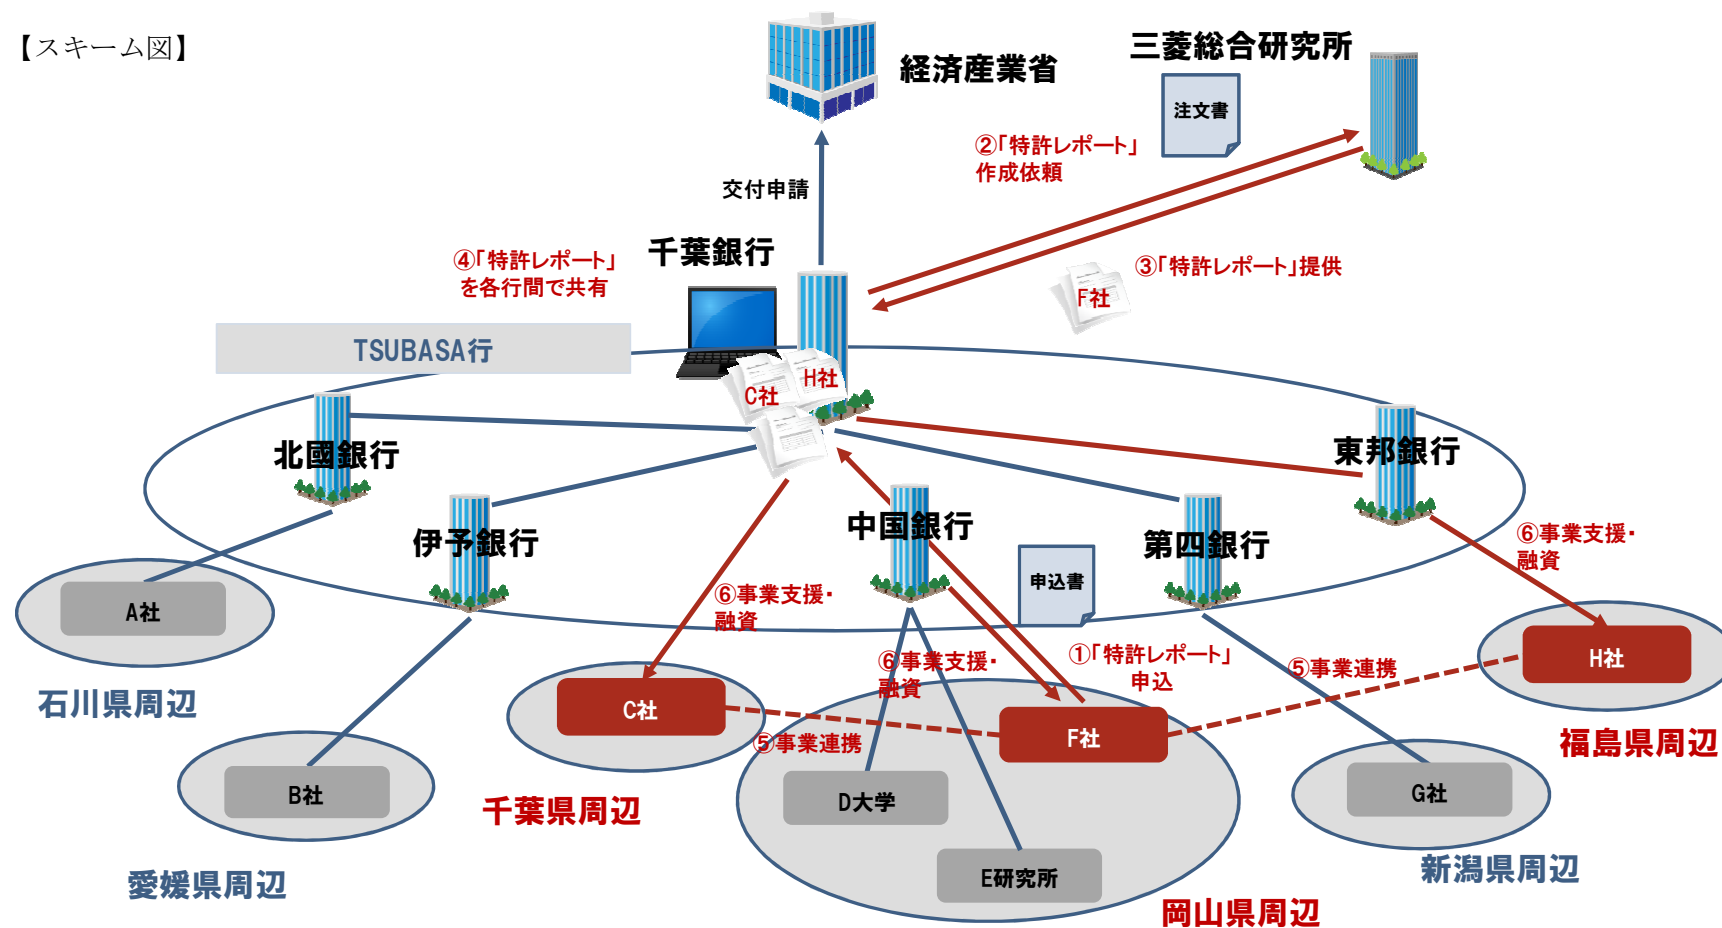 【スキーム図】
経済産業省
三菱総合研究所
注文書
②「特許レポート」
作成依頼
交付申請
千葉銀行
④「特許レポート」
を各行間で共有
③「特許レポート」提供
F社
TSUBASA行
C社
H社
北國銀行
東邦銀行
伊予銀行
中国銀行
第四銀行
申込書
⑥事業支援・
融資
⑥事業支援・
融資
⑥事業支援・
融資
①「特許レポート」
申込
A社
石川県周辺
C社
⑤事業連携
F社
⑤事業連携
H社
福島県周辺
B社
千葉県周辺
D大学
G社
愛媛県周辺
E研究所
新潟県周辺
岡山県周辺